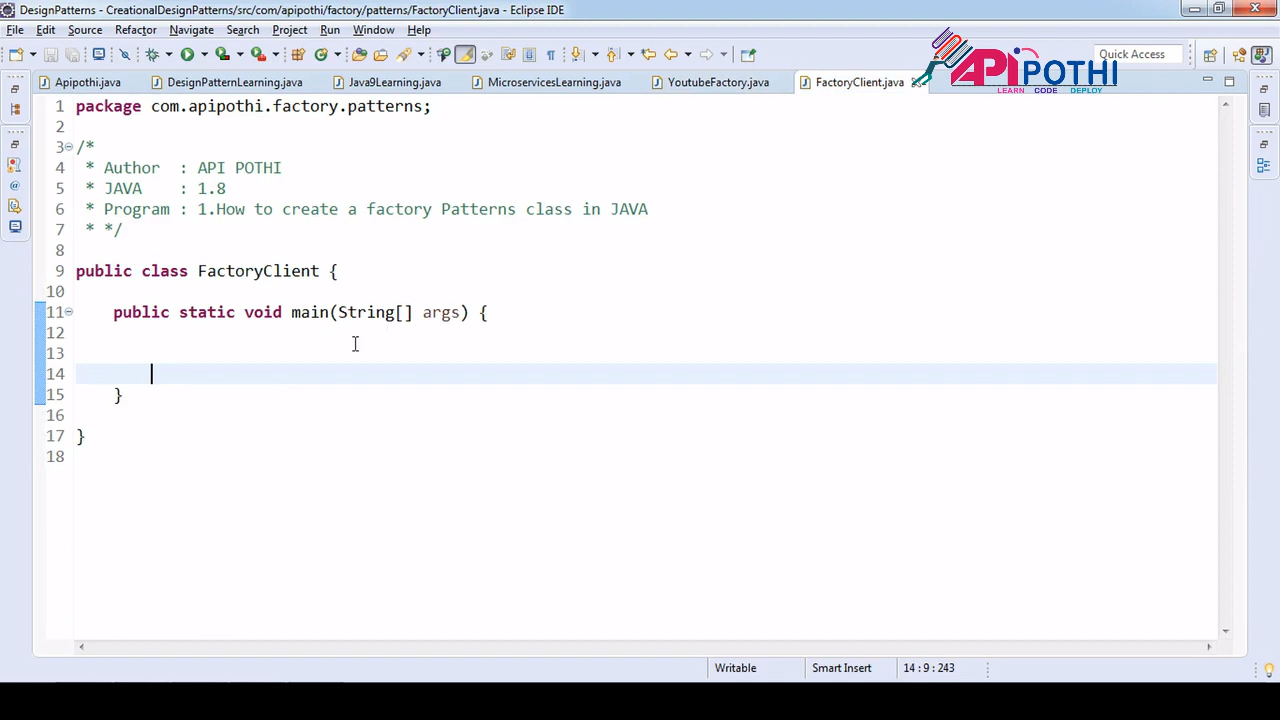 DesignPatterns - CreationalDesignPatterns/src/com/apipothi/factory/patterns/FactoryClient.java - Eclipse IDE
File Edit Source Refactor Navigate Search Project Run Window Help
Quick Access
APIPOTHI
LEARN CODE DEPLOY
Apipothi.java DesignPatternLearning.java Java9Learning.java MicroservicesLearning.java YoutubeFactory.java FactoryClient.java
1 package com.apipothi.factory.patterns;
2
3 /*
4 * Author : API POTHI
5 * JAVA : 1.8
6 * Program : 1.How to create a factory Patterns class in JAVA
7 * */
8
9 public class FactoryClient {
10
11 public static void main(String[] args) {
12
13
14
15 }
16
17 }
18
Writable Smart Insert 14 : 9 : 243